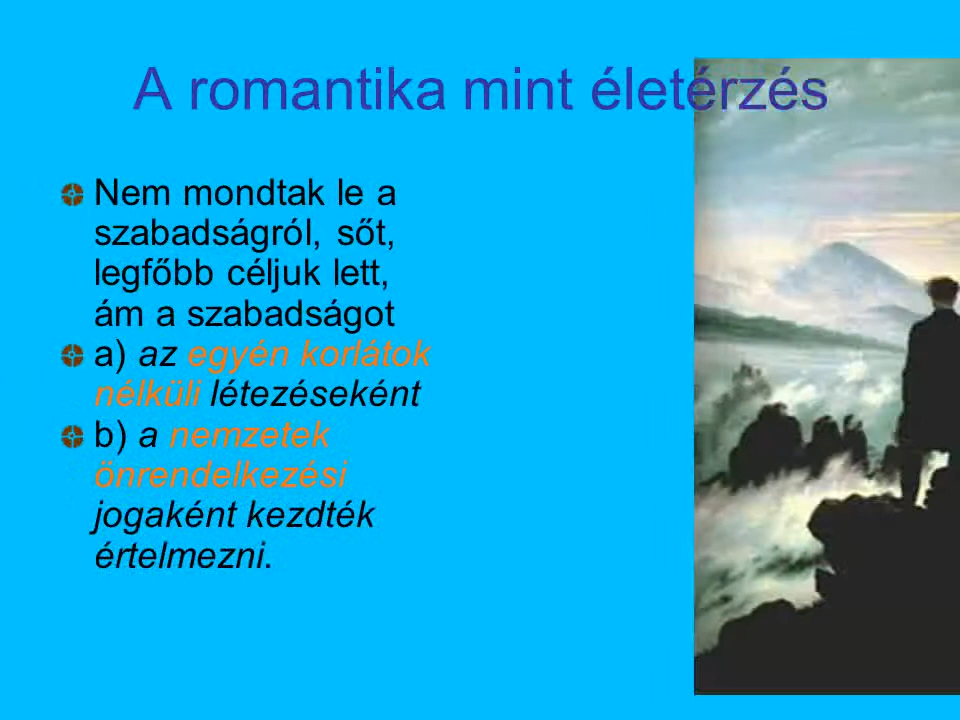 A romantika mint életérzés
Nem mondtak le a
szabadságról, sőt,
legfőbb céljuk lett,
ám a szabadságot
a) az egyén korlátok
nélküli létezéseként
b) a nemzetek
önrendelkezési
jogaként kezdték
értelmezni.